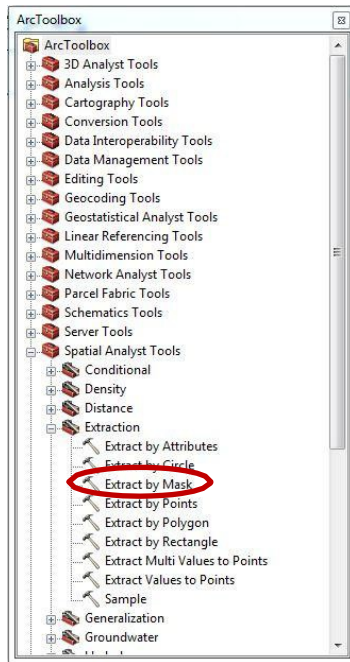 ArcToolbox
ArcToolbox
3D Analyst Tools
Analysis Tools
Cartography Tools
Conversion Tools
Data Interoperability Tools
Data Management Tools
Editing Tools
Geocoding Tools
Geostatistical Analyst Tools
Linear Referencing Tools
Multidimension Tools
Network Analyst Tools
Parcel Fabric Tools
Schematics Tools
Server Tools
Spatial Analyst Tools
Conditional
Density
Distance
Extraction
Extract by Attributes
Extract by Circle
Extract by Mask
Extract by Points
Extract by Polygon
Extract by Rectangle
Extract Multi Values to Points
Extract Values to Points
Sample
Generalization
Groundwater